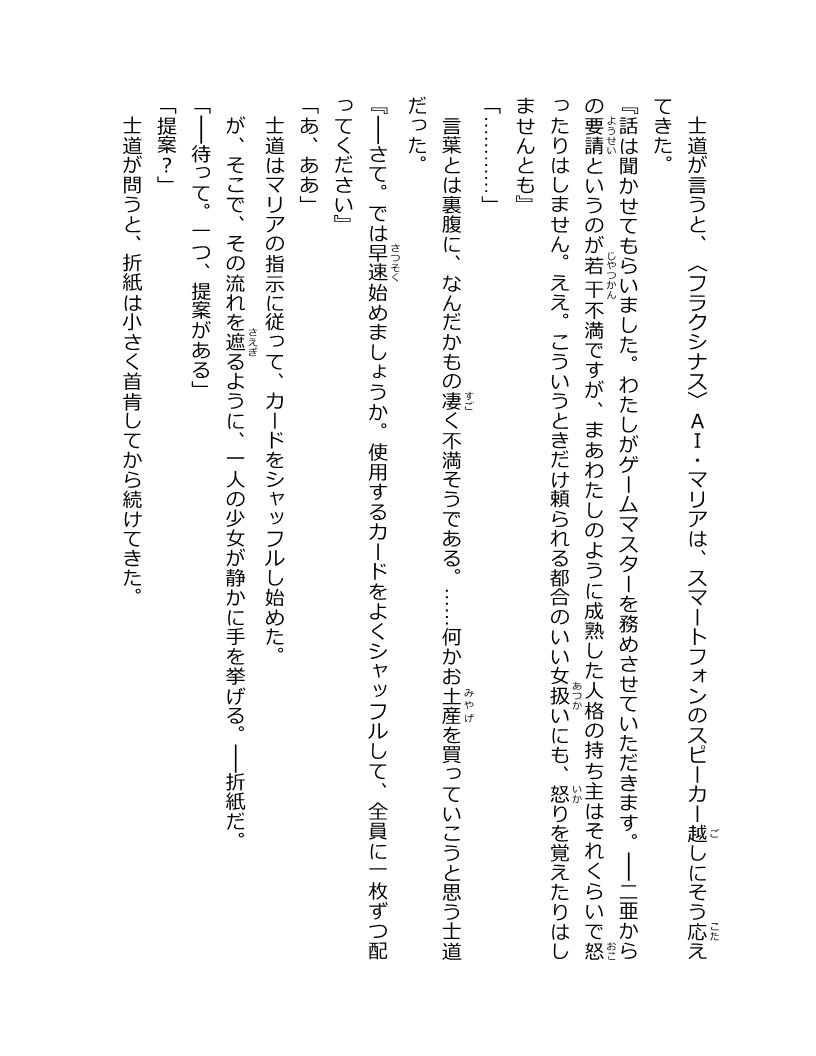 士道が言うと、〈フラクシナス〉ＡＩ・マリアは、スマートフォンのスピーカー越しにそう応え
てきた。
『話は聞かせてもらいました。わたしがゲームマスターを務めさせていただきます。――二亜から
の要請というのが若干不満ですが、まあわたしのように成熟した人格の持ち主はそれくらいで怒
ったりはしません。ええ。こういうときだけ頼られる都合のいい女扱いにも、怒りを覚えたりはし
ませんとも』
「…………」
　言葉とは裏腹に、なんだかもの凄く不満そうである。……何かお土産を買っていこうと思う士道
だった。
『――さて。では早速始めましょうか。使用するカードをよくシャッフルして、全員に一枚ずつ配
ってください』
「あ、ああ」
　士道はマリアの指示に従って、カードをシャッフルし始めた。
　が、そこで、その流れを遮るように、一人の少女が静かに手を挙げる。――折紙だ。
「――待って。一つ、提案がある」
「提案？」
　士道が問うと、折紙は小さく首肯してから続けてきた。